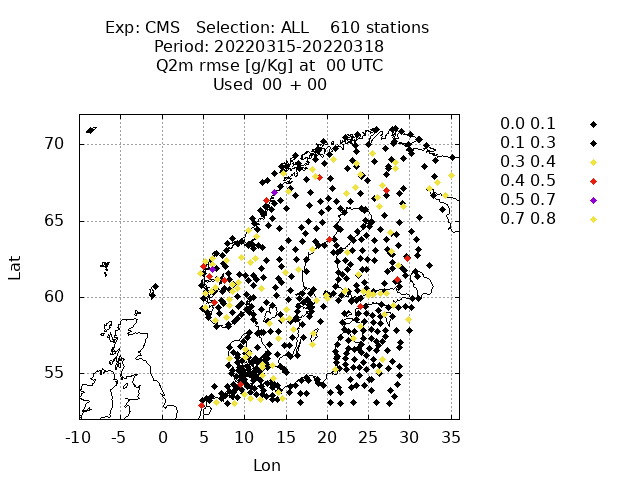 Exp: CMS   Selection: ALL    610 stations
Period: 20220315-20220318
Q2m rmse [g/Kg] at  00 UTC
Used  00 + 00
0.0 0.1
0.1 0.3
0.3 0.4
0.4 0.5
0.5 0.7
0.7 0.8
70
65
60
55
Lat
-10 -5 0 5 10 15 20 25 30 35
Lon